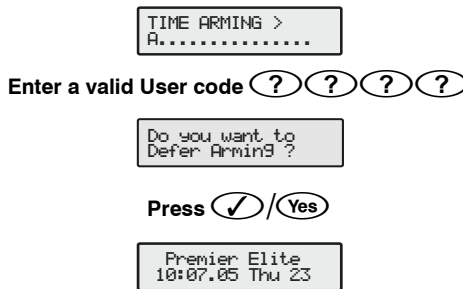 TIME ARMING >
A...............
Enter a valid User code ? ? ? ?
Do you want to
Defer Arming ?
Press ✓/Yes
Premier Elite
10:07.05 Thu 23